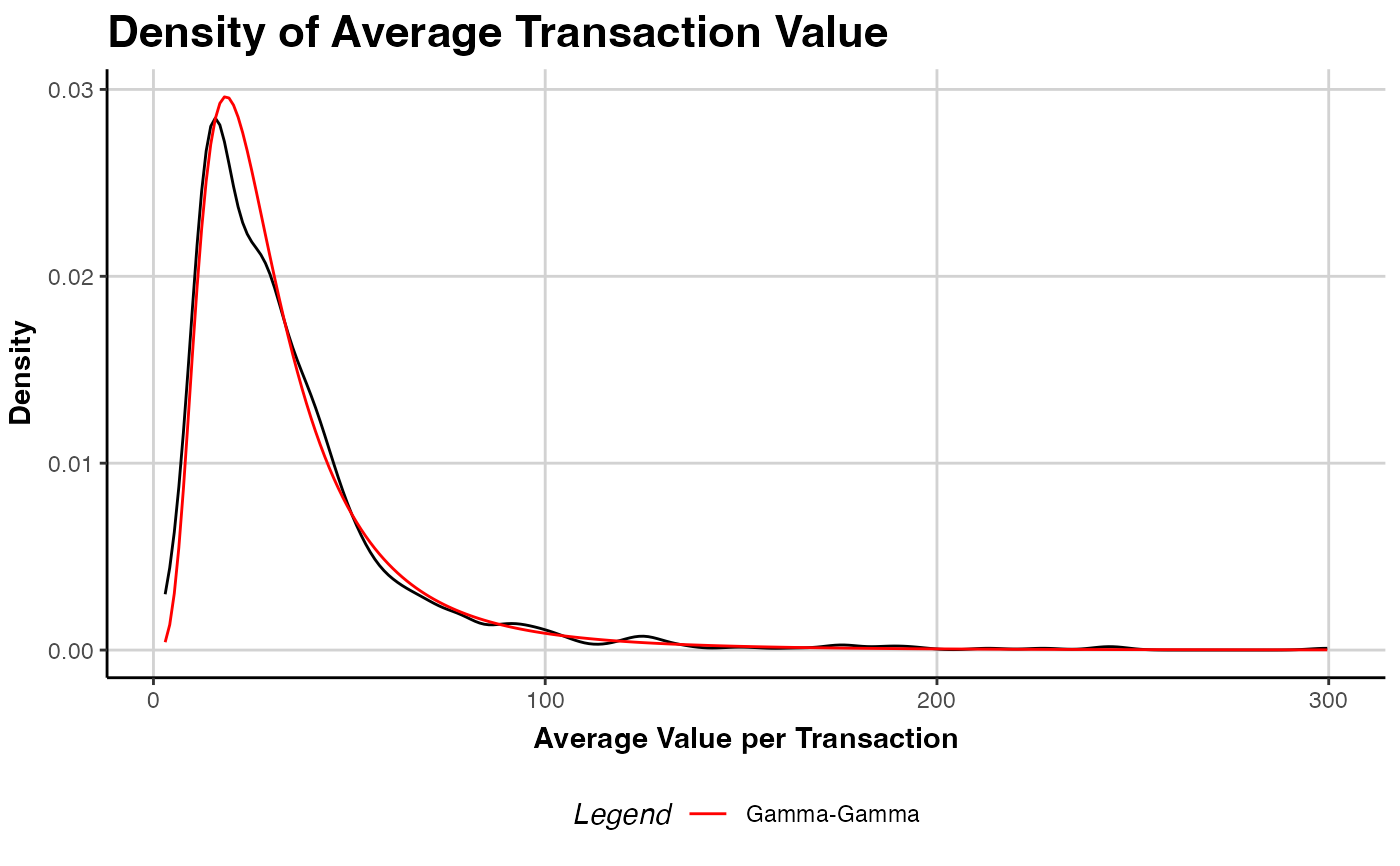 Density of Average Transaction Value
0.03
0.02
0.01
0.00
Density
0 100 200 300
Average Value per Transaction
Legend Gamma-Gamma